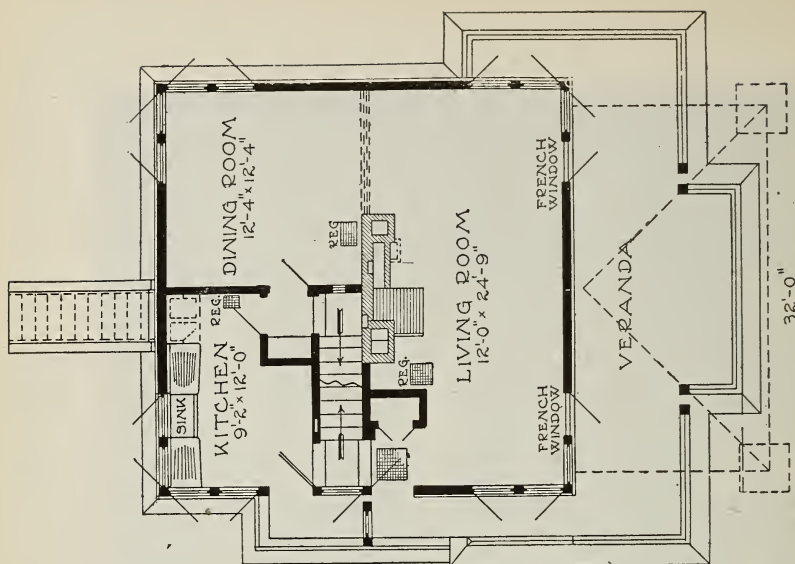 DINING ROOM
12'-4" x 12'-4"
REG.
REG
SINK
KITCHEN
9'-2" x 12'-0"
REG.
LIVING ROOM
12'-0" x 24'-9"
FRENCH
WINDOW
FRENCH
WINDOW
VERANDA
32'-0"